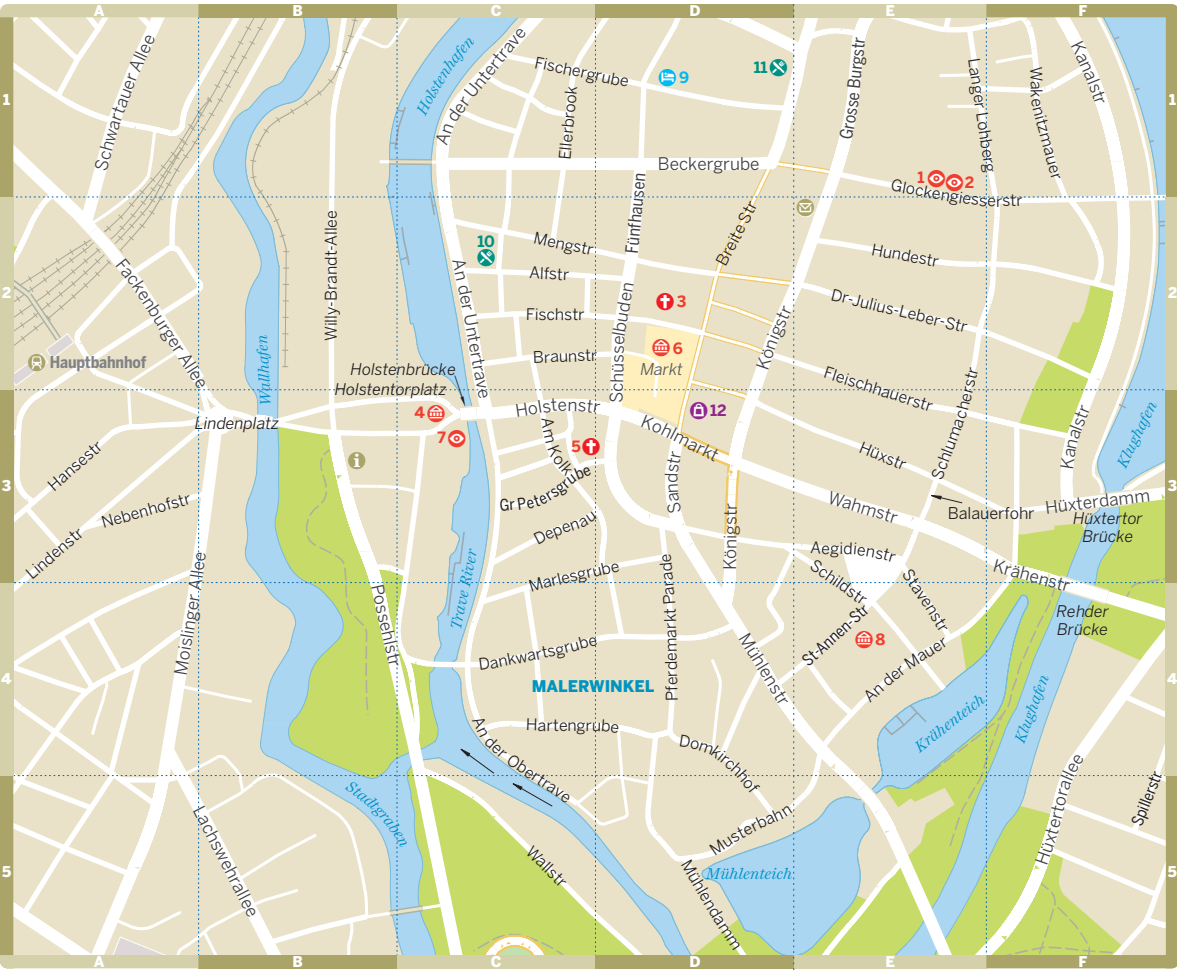 A B C D E F
1
1
2
2
3
3
4
4
5
5
A B C D E F
Schwartauer Allee
Holstenhafen
An der Untertrave
Fischergrube
9
11
Ellerbrook
Grosse Burgstr
Langer Lohberg
Wakenitzmauer
Kanalstr
Beckergrube
1
2
Glockengiesserstr
Fünfhausen
Breite Str
Willy-Brandt-Allee
10
Mengstr
Hundestr
Fackenburger Allee
An der Untertrave
Alfstr
3
Dr-Julius-Leber-Str
Fischstr
Schüsselbuden
Königstr
Hauptbahnhof
Wallhafen
Holstenbrücke
Holstentorplatz
Braunstr
6
Markt
Fleischhauerstr
Schlumacherstr
Lindenplatz
4
7
Holstenstr
12
Kohlmarkt
Am Kolk
5
Hüxstr
Kanalstr
Klughafen
Hansestr
Gr Petersgrube
Sandstr
Nebenhofstr
i
Königstr
Wahmstr
Balauerfohr
Hüxterdamm
Hüxtertor
Brücke
Lindenstr
Depenau
Aegidienstr
Marlesgrube
Schildstr
Stavenstr
Krähenstr
Moislinger Allee
Possehlstr
Trave River
Pferdemarkt Parade
Rehder
Brücke
Mühlenstr
St-Annen-Str
8
Dankwartsgrube
An der Mauer
MALERWINKEL
Krähenteich
Klughafen
Hartengrube
An der Obertrave
Domkirchhof
Hüxtertorallee
Spillerstr
Stadtgraben
Lachswehrallee
Musterbahn
Wallstr
Mühlenteich
Mühlendamm